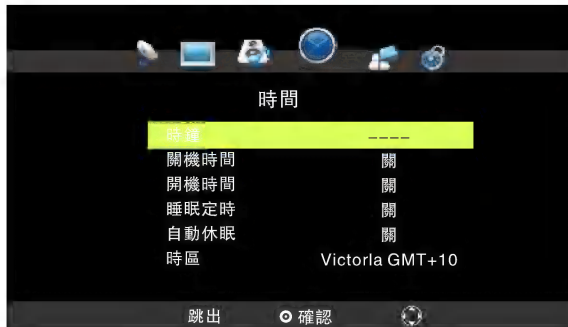 時間
時鐘 ----
關機時間 關
開機時間 關
睡眠定時 關
自動休眠 關
時區 Victorla GMT+10
跳出 確認